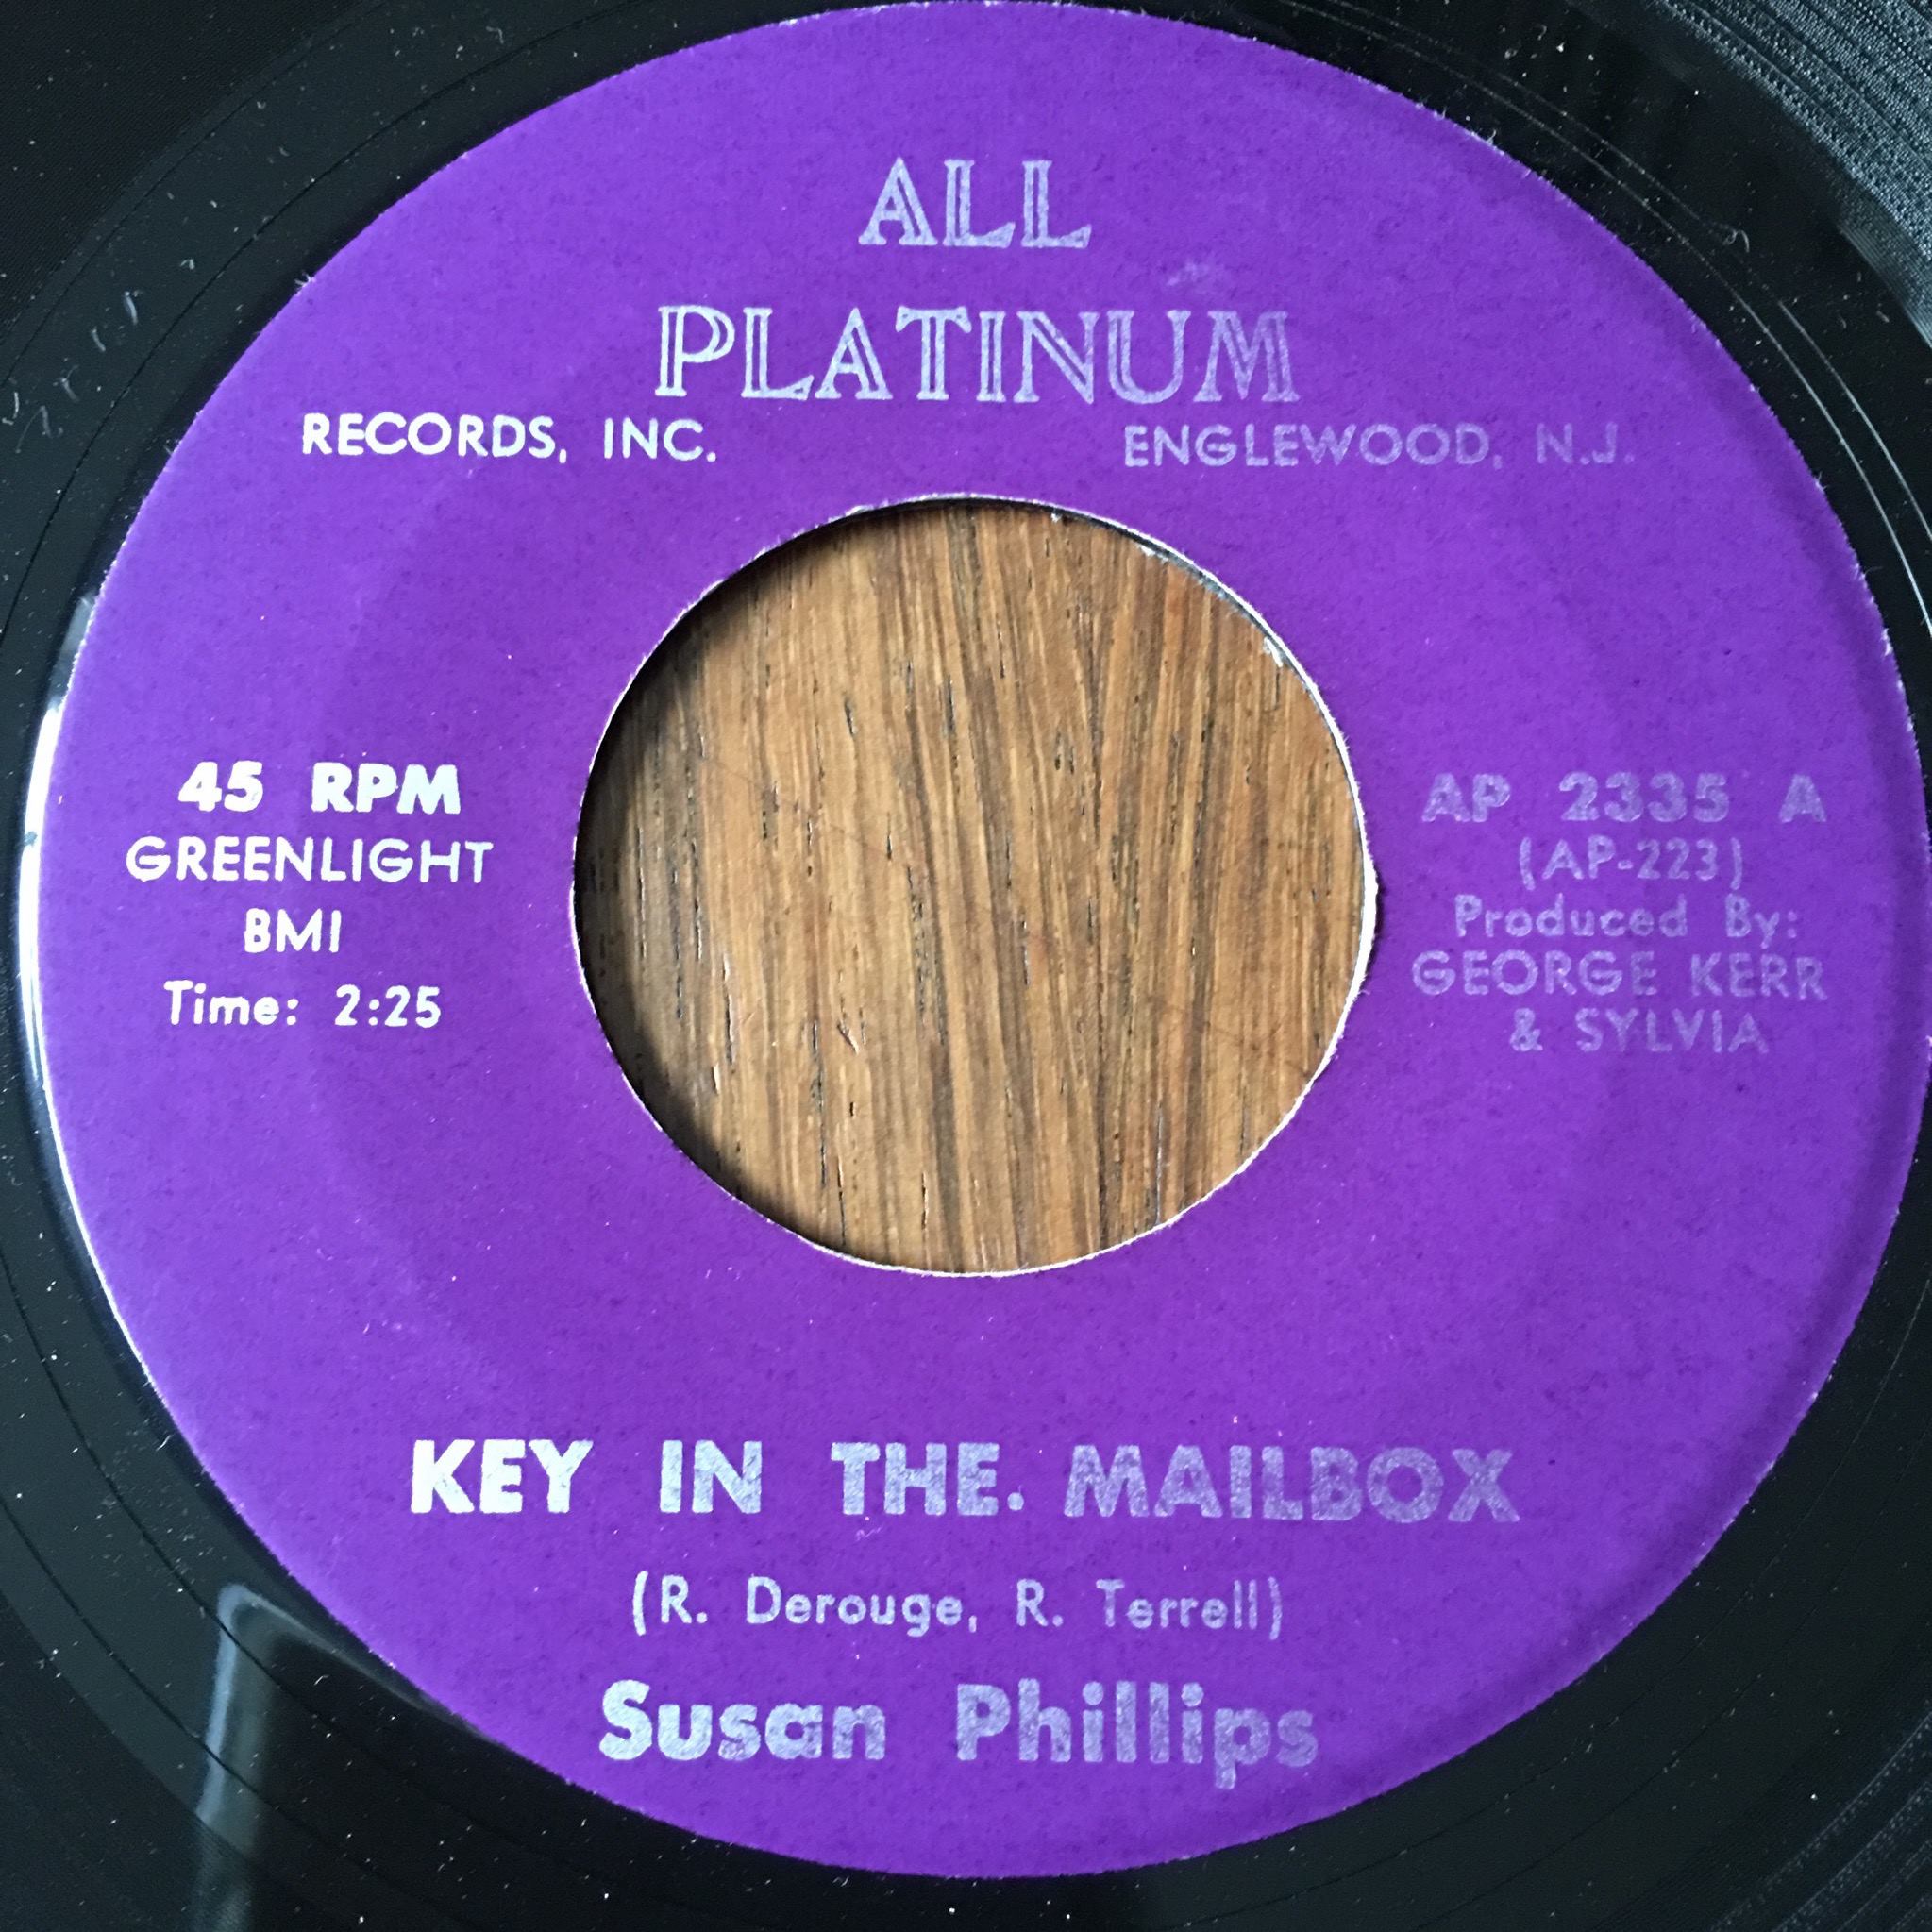 ALL
PLATINUM
RECORDS, INC. ENGLEWOOD, N.J.
45 RPM
GREENLIGHT
BMI
Time: 2:25
AP 2335 A
(AP-223)
Produced By:
GEORGE KERR
& SYLVIA
KEY IN THE. MAILBOX
(R. Derouge, R. Terrell)
Susan Phillips